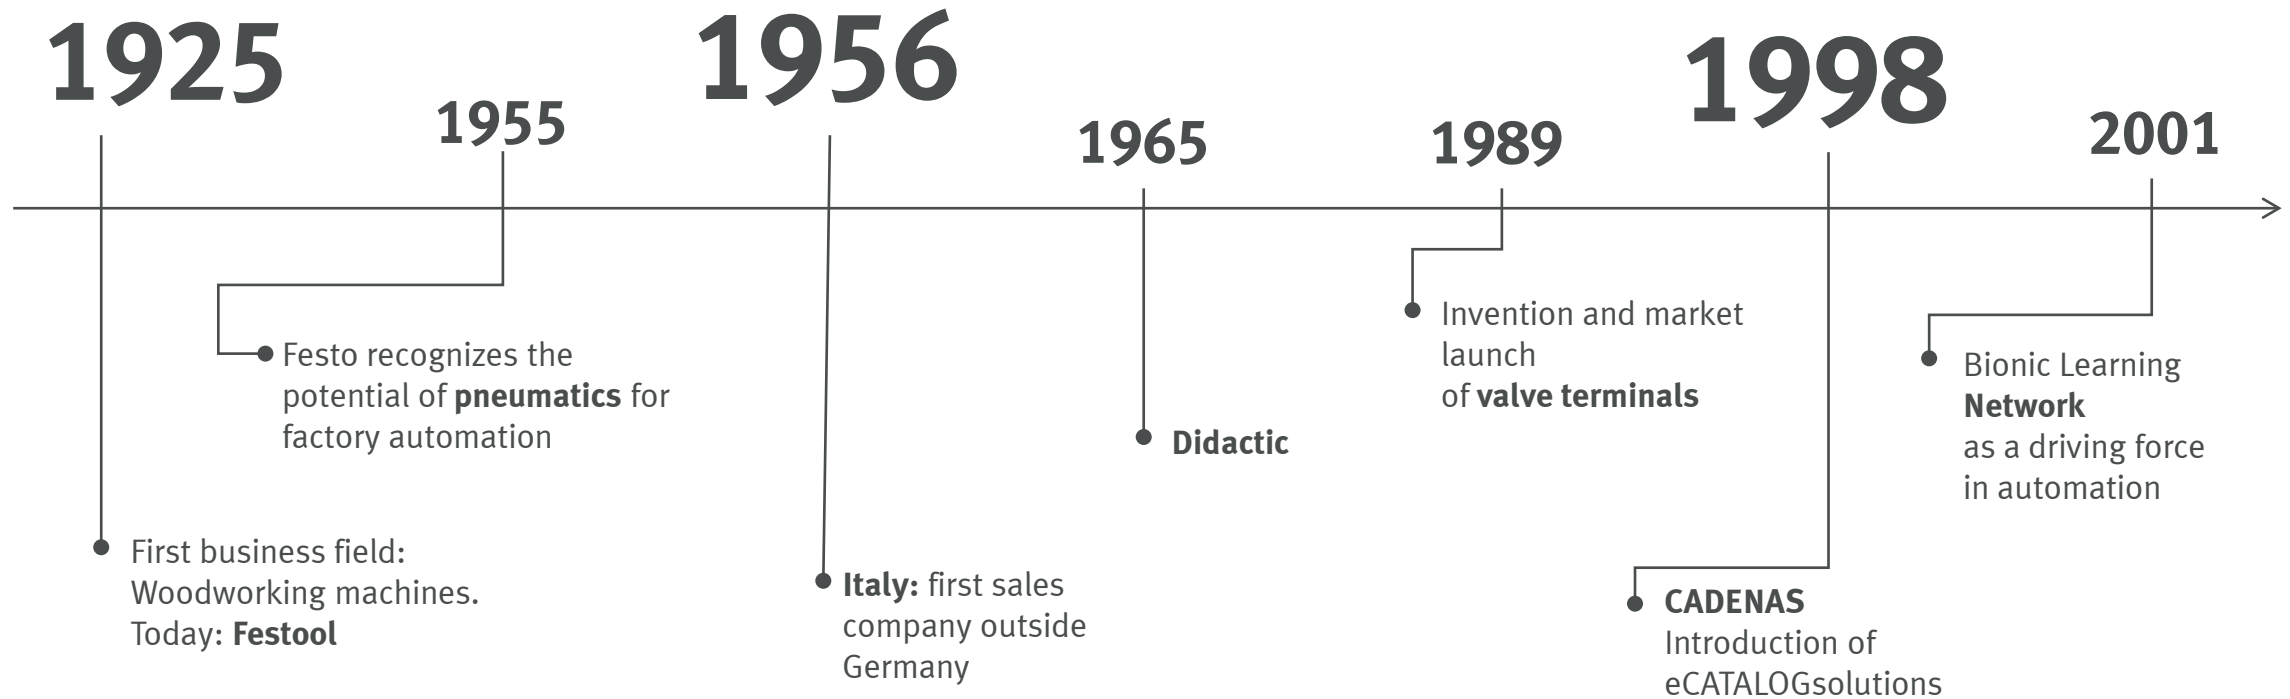 1925
1955
1956
1965
1989
1998
2001
Festo recognizes the
potential of pneumatics for
factory automation
First business field:
Woodworking machines.
Today: Festool
Italy: first sales
company outside
Germany
Didactic
Invention and market
launch
of valve terminals
CADENAS
Introduction of
eCATALOGsolutions
Bionic Learning
Network
as a driving force
in automation